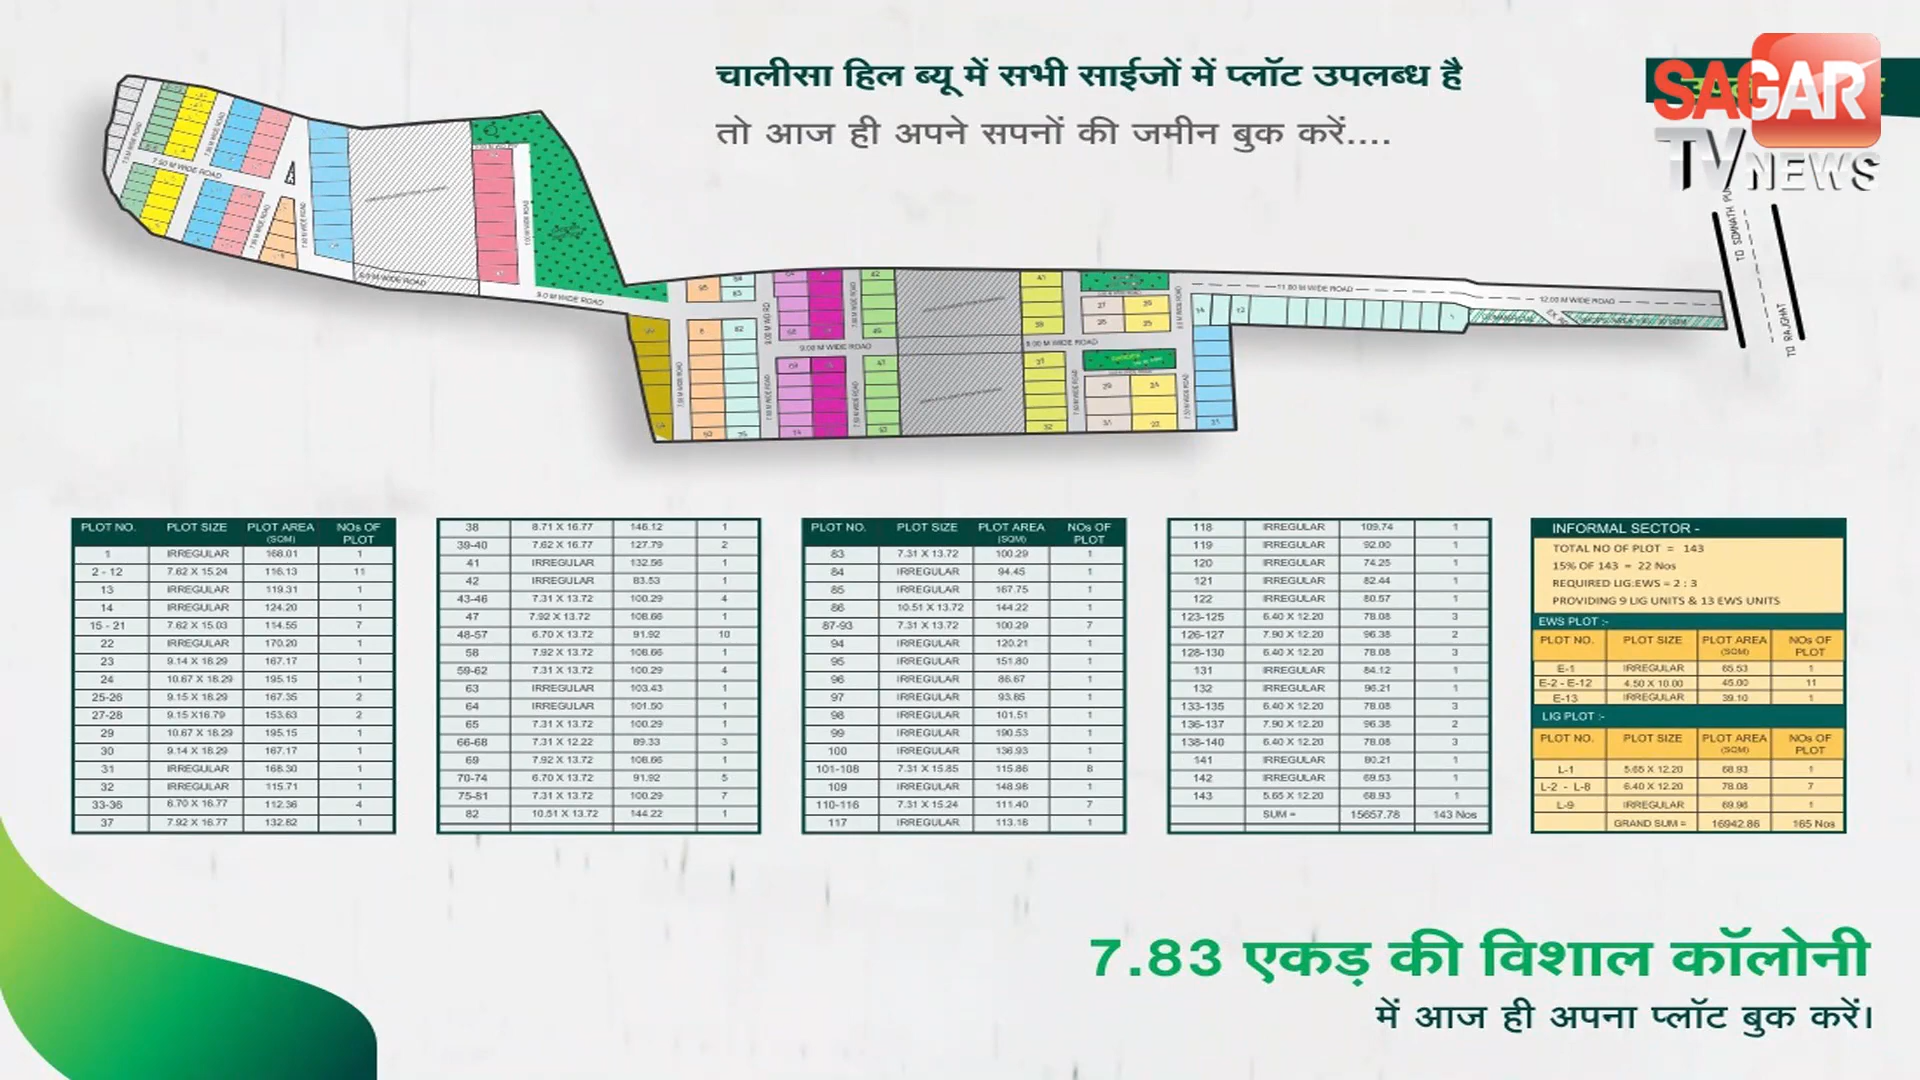 चालीसा हिल ब्यू में सभी साईजों में प्लॉट उपलब्ध है
तो आज ही अपने सपनों की जमीन बुक करें....
SAGAR
TV NEWS
7.50 M WIDE ROAD
9.0 M WIDE ROAD
9.00 M WIDE ROAD
9.00 M WIDE ROAD
11.80 M WIDE ROAD
12.00 M WIDE ROAD
TO RAJGHAT
PLOT NO. PLOT SIZE PLOT AREA (SQM) NOs OF PLOT
1 IRREGULAR 168.01 1
2 - 12 7.62 X 15.24 116.13 11
13 IRREGULAR 119.31 1
14 IRREGULAR 124.20 1
15 - 21 7.62 X 15.03 114.55 7
22 IRREGULAR 170.20 1
23 9.14 X 18.29 167.17 1
24 10.67 X 18.29 195.15 1
25-26 9.15 X 18.29 167.35 2
27-28 9.15 X16.79 153.63 2
29 10.67 X 18.29 195.15 1
30 9.14 X 18.29 167.17 1
31 IRREGULAR 168.30 1
32 IRREGULAR 115.71 1
33-36 6.70 X 16.77 112.36 4
37 7.92 X 16.77 132.82 1
38 8.71 X 16.77 146.12 1
39-40 7.62 X 16.77 127.79 2
41 IRREGULAR 132.56 1
42 IRREGULAR 83.53 1
43-46 7.31 X 13.72 100.29 4
47 7.92 X 13.72 108.66 1
48-57 6.70 X 13.72 91.92 10
58 7.92 X 13.72 108.66 1
59-62 7.31 X 13.72 100.29 4
63 IRREGULAR 103.43 1
64 IRREGULAR 101.50 1
65 7.31 X 13.72 100.29 1
66-68 7.31 X 12.22 89.33 3
69 7.92 X 13.72 108.66 1
70-74 6.70 X 13.72 91.92 5
75-81 7.31 X 13.72 100.29 7
82 10.51 X 13.72 144.22 1
PLOT NO. PLOT SIZE PLOT AREA (SQM) NOs OF PLOT
83 7.31 X 13.72 100.29 1
84 IRREGULAR 94.45 1
85 IRREGULAR 167.75 1
86 10.51 X 13.72 144.22 1
87-93 7.31 X 13.72 100.29 7
94 IRREGULAR 120.21 1
95 IRREGULAR 151.80 1
96 IRREGULAR 86.67 1
97 IRREGULAR 93.85 1
98 IRREGULAR 101.51 1
99 IRREGULAR 190.53 1
100 IRREGULAR 136.93 1
101-108 7.31 X 15.85 115.86 8
109 IRREGULAR 148.98 1
110-116 7.31 X 15.24 111.40 7
117 IRREGULAR 113.18 1
118 IRREGULAR 109.74 1
119 IRREGULAR 92.00 1
120 IRREGULAR 74.25 1
121 IRREGULAR 82.44 1
122 IRREGULAR 80.57 1
123-125 6.40 X 12.20 78.08 3
126-127 7.90 X 12.20 96.38 2
128-130 6.40 X 12.20 78.08 3
131 IRREGULAR 84.12 1
132 IRREGULAR 96.21 1
133-135 6.40 X 12.20 78.08 3
136-137 7.90 X 12.20 96.38 2
138-140 6.40 X 12.20 78.08 3
141 IRREGULAR 80.21 1
142 IRREGULAR 69.53 1
143 5.65 X 12.20 68.93 1
SUM = 15657.78 143 Nos
INFORMAL SECTOR -
TOTAL NO OF PLOT = 143
15% OF 143 = 22 Nos
REQUIRED LIG:EWS = 2 : 3
PROVIDING 9 LIG UNITS & 13 EWS UNITS
EWS PLOT :-
PLOT NO. PLOT SIZE PLOT AREA (SQM) NOs OF PLOT
E-1 IRREGULAR 65.53 1
E-2 - E-12 4.50 X 10.00 45.00 11
E-13 IRREGULAR 39.10 1
LIG PLOT :-
PLOT NO. PLOT SIZE PLOT AREA (SQM) NOs OF PLOT
L-1 5.65 X 12.20 68.93 1
L-2 - L-8 6.40 X 12.20 78.08 7
L-9 IRREGULAR 69.96 1
GRAND SUM = 16942.86 165 Nos
7.83 एकड़ की विशाल कॉलोनी
में आज ही अपना प्लॉट बुक करें।